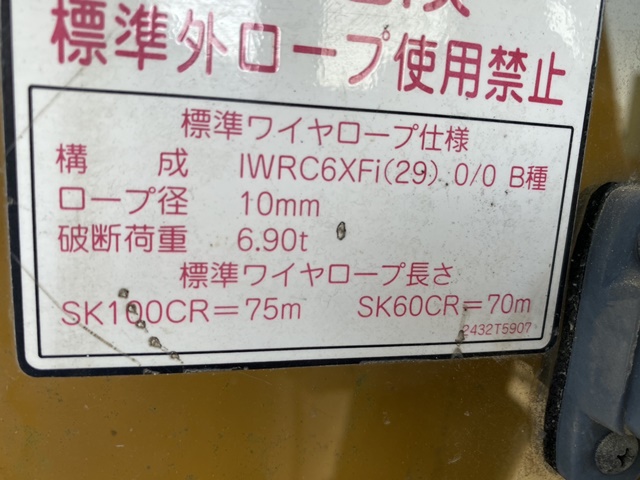 標準外ロープ使用禁止
標準ワイヤロープ仕様
構 成 IWRC6XFi(29) O/O B種
ロープ径 10mm
破断荷重 6.90t
標準ワイヤロープ長さ
SK100CR=75m SK60CR=70m
2432T5907